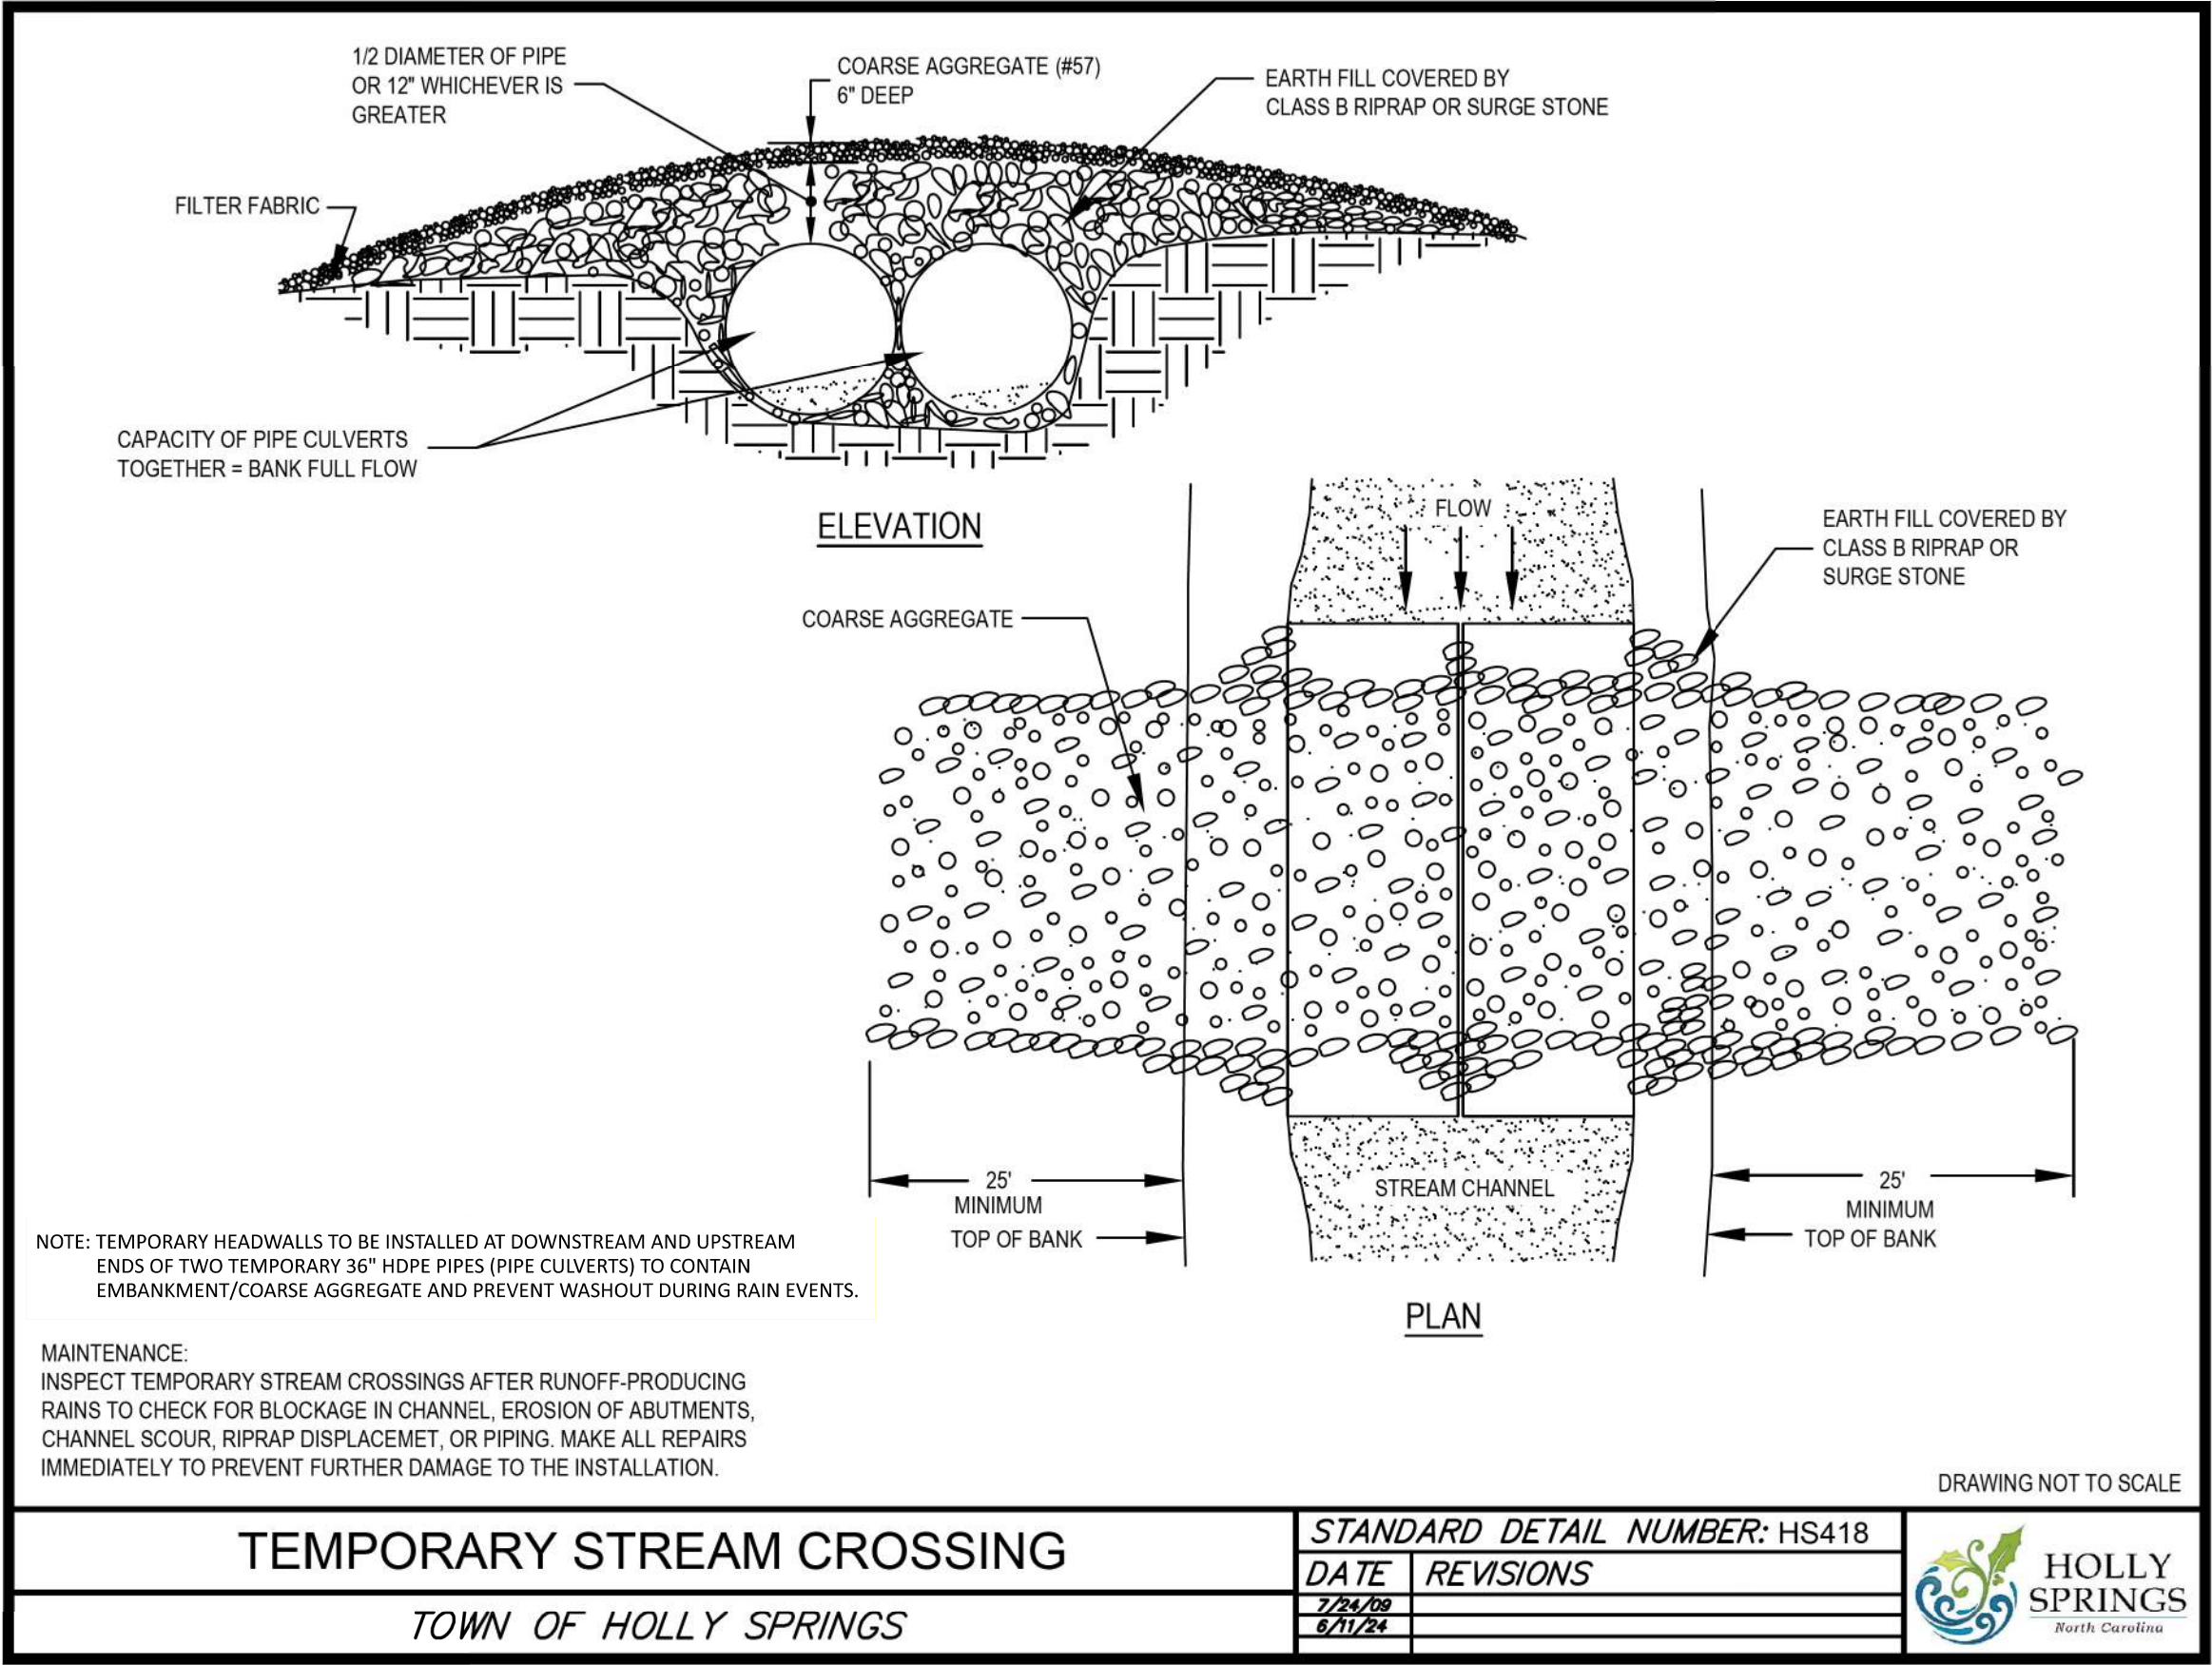 1/2 DIAMETER OF PIPE
OR 12" WHICHEVER IS
GREATER
COARSE AGGREGATE (#57)
6" DEEP
EARTH FILL COVERED BY
CLASS B RIPRAP OR SURGE STONE
FILTER FABRIC
CAPACITY OF PIPE CULVERTS
TOGETHER = BANK FULL FLOW
ELEVATION
FLOW
EARTH FILL COVERED BY
CLASS B RIPRAP OR
SURGE STONE
COARSE AGGREGATE
25'
MINIMUM
TOP OF BANK
STREAM CHANNEL
25'
MINIMUM
TOP OF BANK
PLAN
NOTE: TEMPORARY HEADWALLS TO BE INSTALLED AT DOWNSTREAM AND UPSTREAM
ENDS OF TWO TEMPORARY 36" HDPE PIPES (PIPE CULVERTS) TO CONTAIN
EMBANKMENT/COARSE AGGREGATE AND PREVENT WASHOUT DURING RAIN EVENTS.
MAINTENANCE:
INSPECT TEMPORARY STREAM CROSSINGS AFTER RUNOFF-PRODUCING
RAINS TO CHECK FOR BLOCKAGE IN CHANNEL, EROSION OF ABUTMENTS,
CHANNEL SCOUR, RIPRAP DISPLACEMET, OR PIPING. MAKE ALL REPAIRS
IMMEDIATELY TO PREVENT FURTHER DAMAGE TO THE INSTALLATION.
DRAWING NOT TO SCALE
TEMPORARY STREAM CROSSING
TOWN OF HOLLY SPRINGS
STANDARD DETAIL NUMBER: HS418
DATE REVISIONS
7/24/09
6/11/24
HOLLY
SPRINGS
North Carolina